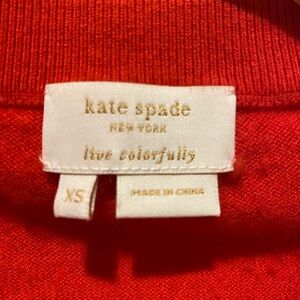 kate spade
NEW YORK
live colorfully
XS
MADE IN CHINA